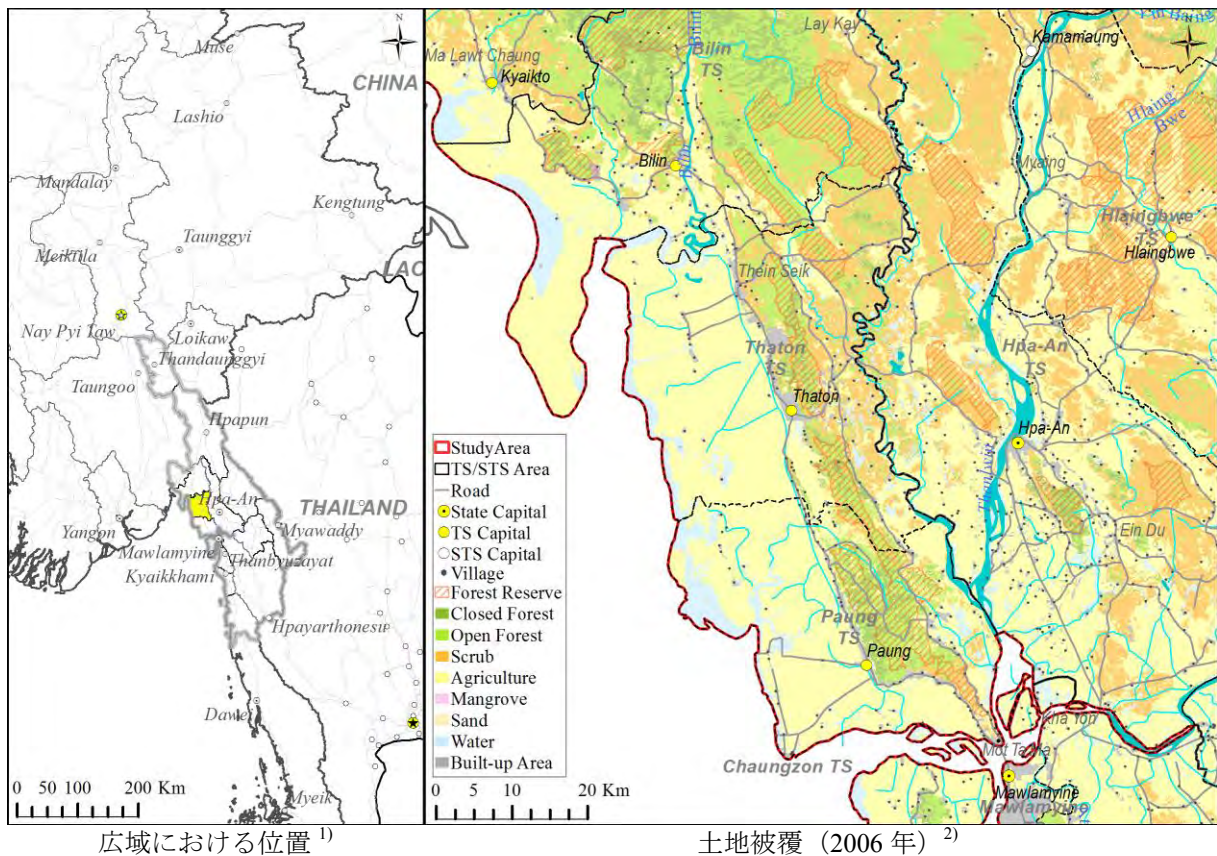 N
Muse
CHINA
Lashio
Mandalay
Kengtung
Taunggyi
Meiktila
LAO
Nay Pyi Taw
Loikaw
Thandaunggyi
Taungoo
Hpapun
THAILAND
Hpa-An
Yangon
Myawaddy
Mawlamyine
Thanbyuzayat
Kyaikkhami
Hpayarthonesu
Dawei
Myeik
0 50 100 200 Km
N
Lay Kay
Kamamaung
Bilin
Bilin TS
Ma Lawt Chaung
Kyaikto
Hlaing Bwe
Bilin
Bilin
Myaing
Hlaingbwe TS
Hlaingbwe
Thein Seik
Thaton TS
Hpa-An TS
Thaton
Hpa-An
Thanlwin
Ein Du
Paung TS
Paung
Kha Yon
Mot Ta Ma
Chaungzon TS
Mawlamyine
Mawlamyine
StudyArea
TS/STS Area
Road
State Capital
TS Capital
STS Capital
Village
Forest Reserve
Closed Forest
Open Forest
Scrub
Agriculture
Mangrove
Sand
Water
Built-up Area
0 5 10 20 Km
広域における位置 1)
土地被覆（2006 年）2)